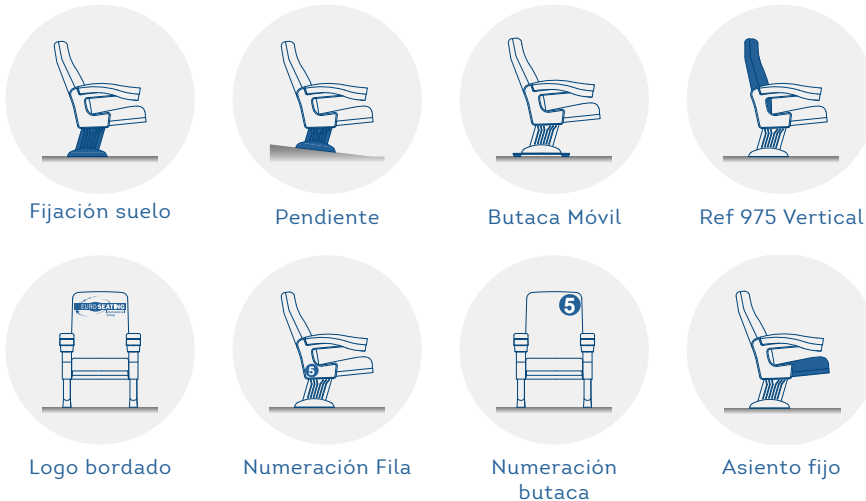 Fijación suelo
Pendiente
Butaca Móvil
Ref 975 Vertical
EUROSEATING
5
5
Logo bordado
Numeración Fila
Numeración
butaca
Asiento fijo